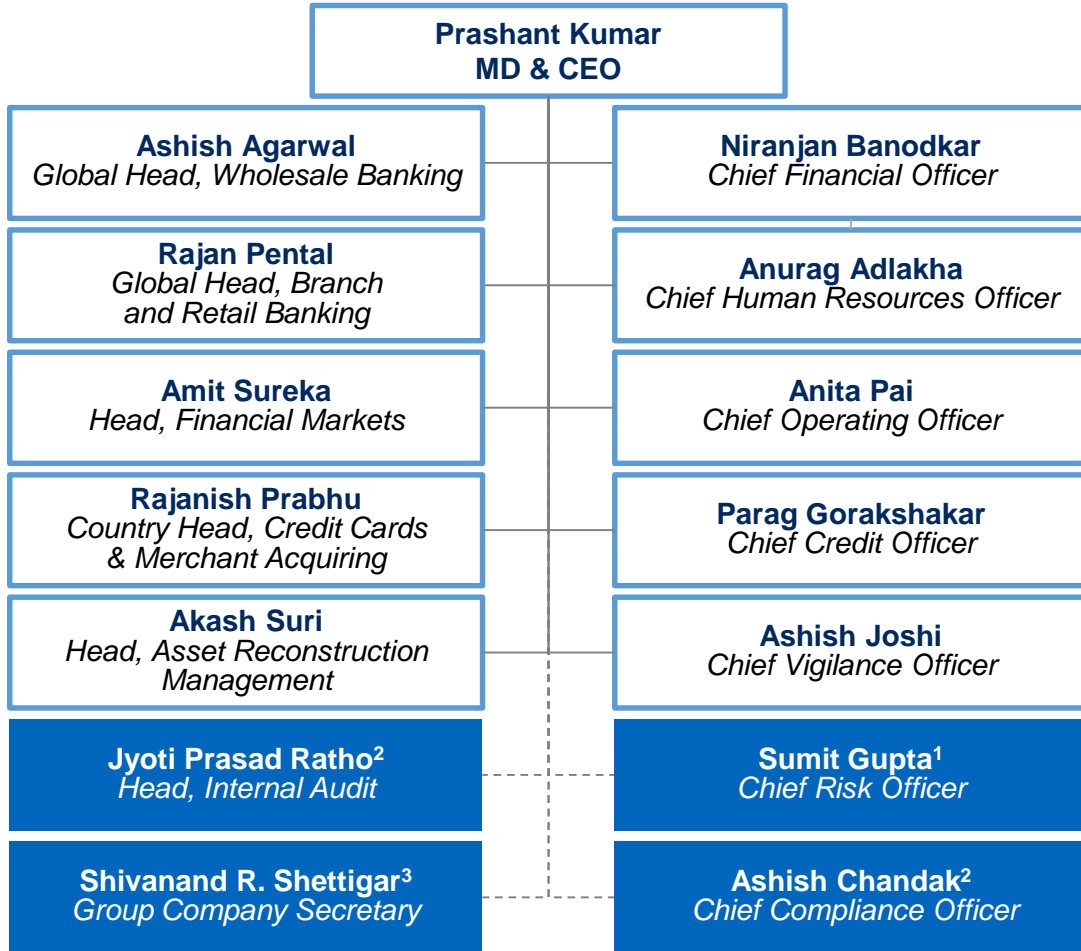 Prashant Kumar
MD & CEO
Ashish Agarwal
Global Head, Wholesale Banking
Niranjan Banodkar
Chief Financial Officer
Rajan Pental
Global Head, Branch
and Retail Banking
Anurag Adlakha
Chief Human Resources Officer
Amit Sureka
Head, Financial Markets
Anita Pai
Chief Operating Officer
Rajanish Prabhu
Country Head, Credit Cards
& Merchant Acquiring
Parag Gorakshakar
Chief Credit Officer
Akash Suri
Head, Asset Reconstruction
Management
Ashish Joshi
Chief Vigilance Officer
Jyoti Prasad Ratho²
Head, Internal Audit
Sumit Gupta¹
Chief Risk Officer
Shivanand R. Shettigar³
Group Company Secretary
Ashish Chandak²
Chief Compliance Officer